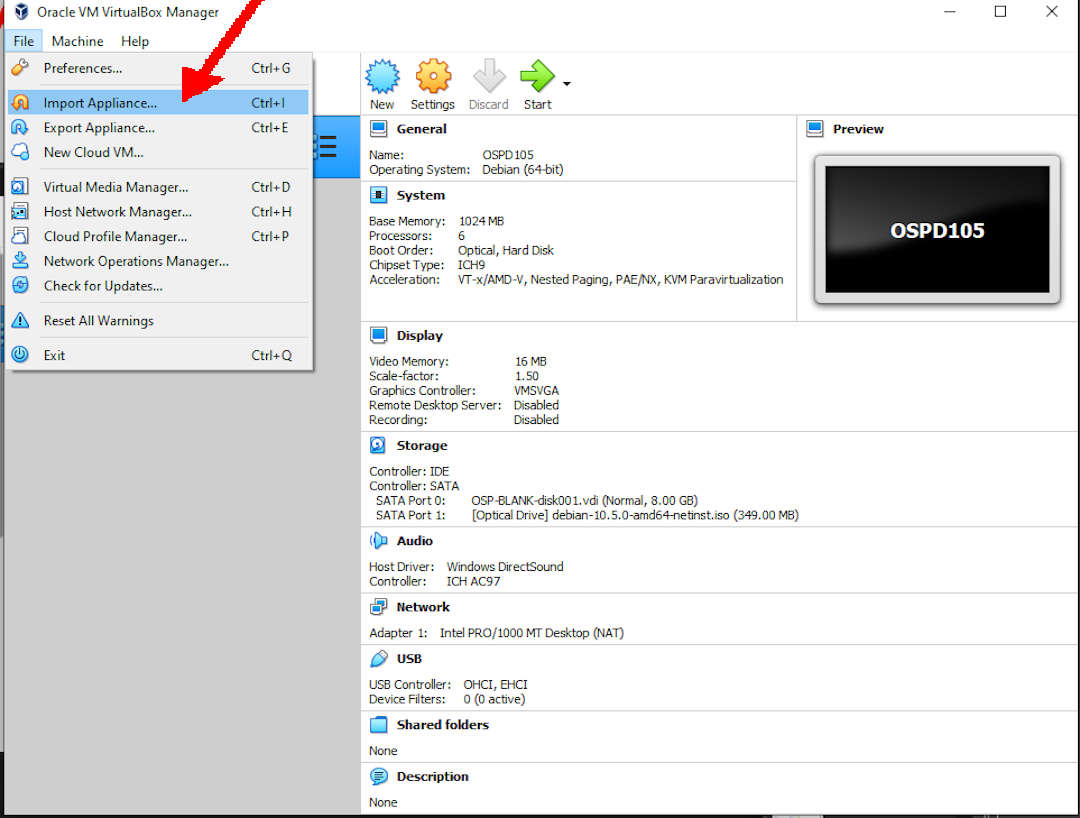 Oracle VM VirtualBox Manager
File Machine Help
Preferences... Ctrl+G
Import Appliance... Ctrl+I
Export Appliance... Ctrl+E
New Cloud VM...
Virtual Media Manager... Ctrl+D
Host Network Manager... Ctrl+H
Cloud Profile Manager... Ctrl+P
Network Operations Manager...
Check for Updates...
Reset All Warnings
Exit Ctrl+Q
New Settings Discard Start
General
Name: OSPD105
Operating System: Debian (64-bit)
System
Base Memory: 1024 MB
Processors: 6
Boot Order: Optical, Hard Disk
Chipset Type: ICH9
Acceleration: VT-x/AMD-V, Nested Paging, PAE/NX, KVM Paravirtualization
Preview
OSPD105
Display
Video Memory: 16 MB
Scale-factor: 1.50
Graphics Controller: VMSVGA
Remote Desktop Server: Disabled
Recording: Disabled
Storage
Controller: IDE
Controller: SATA
SATA Port 0: OSP-BLANK-disk001.vdi (Normal, 8.00 GB)
SATA Port 1: [Optical Drive] debian-10.5.0-amd64-netinst.iso (349.00 MB)
Audio
Host Driver: Windows DirectSound
Controller: ICH AC97
Network
Adapter 1: Intel PRO/1000 MT Desktop (NAT)
USB
USB Controller: OHCI, EHCI
Device Filters: 0 (0 active)
Shared folders
None
Description
None